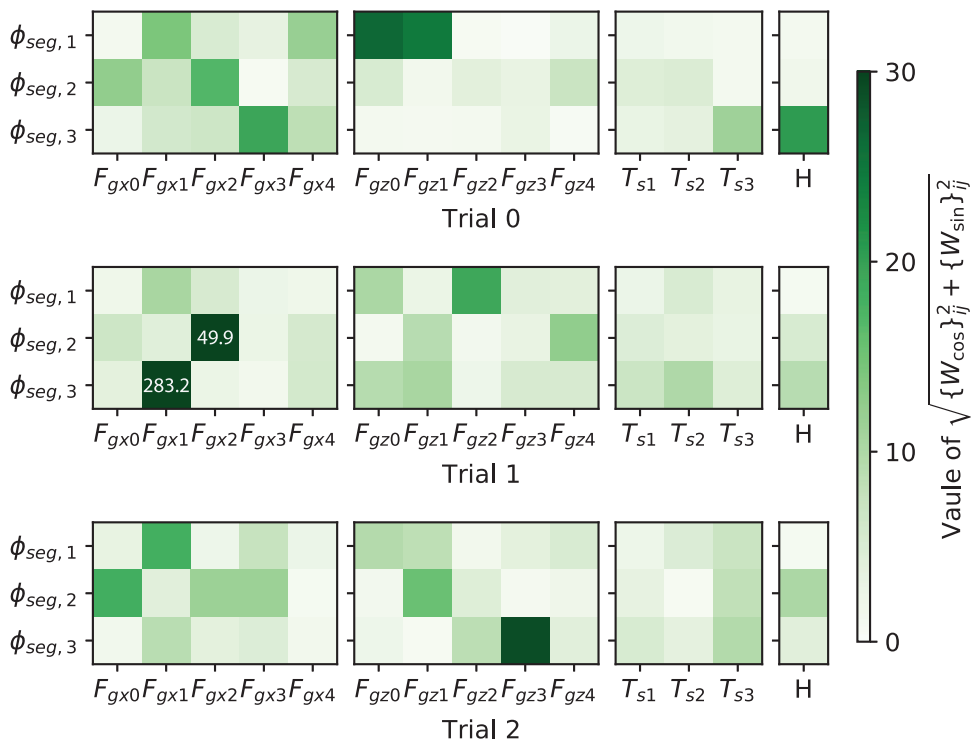 ϕseg, 1
ϕseg, 2
ϕseg, 3
Fgx0 Fgx1 Fgx2 Fgx3 Fgx4 Fgz0 Fgz1 Fgz2 Fgz3 Fgz4 Ts1 Ts2 Ts3 H
Trial 0
ϕseg, 1
ϕseg, 2 49.9
ϕseg, 3 283.2
Fgx0 Fgx1 Fgx2 Fgx3 Fgx4 Fgz0 Fgz1 Fgz2 Fgz3 Fgz4 Ts1 Ts2 Ts3 H
Trial 1
ϕseg, 1
ϕseg, 2
ϕseg, 3
Fgx0 Fgx1 Fgx2 Fgx3 Fgx4 Fgz0 Fgz1 Fgz2 Fgz3 Fgz4 Ts1 Ts2 Ts3 H
Trial 2
30
20
10
0
Vaule of √{Wcos}²ij + {Wsin}²ij